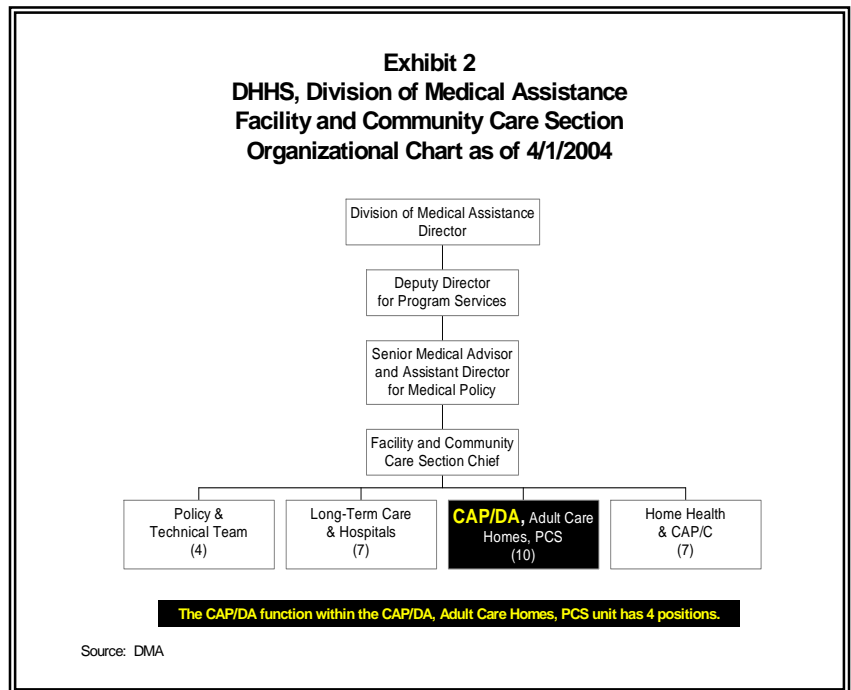 Exhibit 2
DHHS, Division of Medical Assistance
Facility and Community Care Section
Organizational Chart as of 4/1/2004
Division of Medical Assistance
Director
Deputy Director
for Program Services
Senior Medical Advisor
and Assistant Director
for Medical Policy
Facility and Community
Care Section Chief
Policy &
Technical Team
(4)
Long-Term Care
& Hospitals
(7)
CAP/DA, Adult Care
Homes, PCS
(10)
Home Health
& CAP/C
(7)
The CAP/DA function within the CAP/DA, Adult Care Homes, PCS unit has 4 positions.
Source: DMA